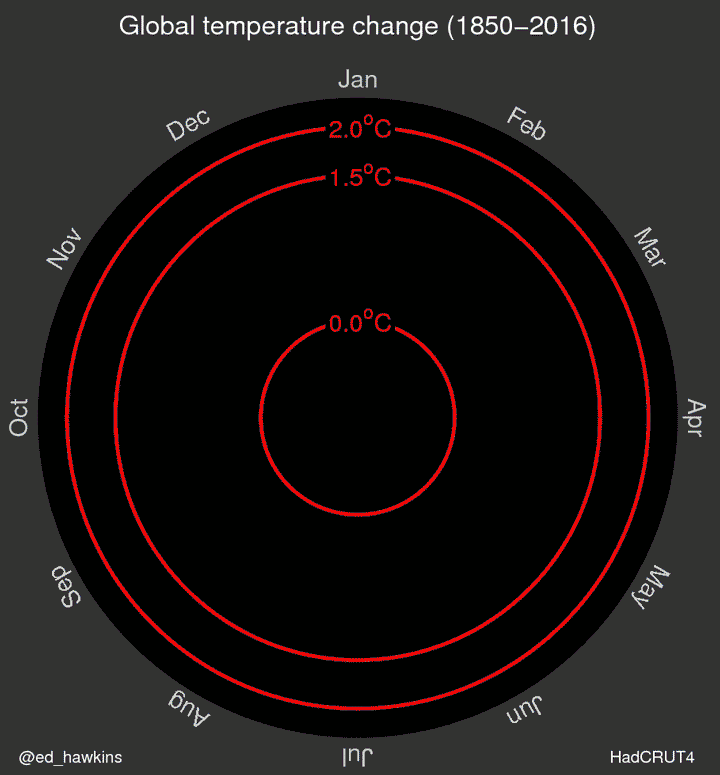 Global temperature change (1850−2016)
Jan
Feb
Mar
Apr
May
Jun
Jul
Aug
Sep
Oct
Nov
Dec
2.0°C
1.5°C
0.0°C
@ed_hawkins
HadCRUT4